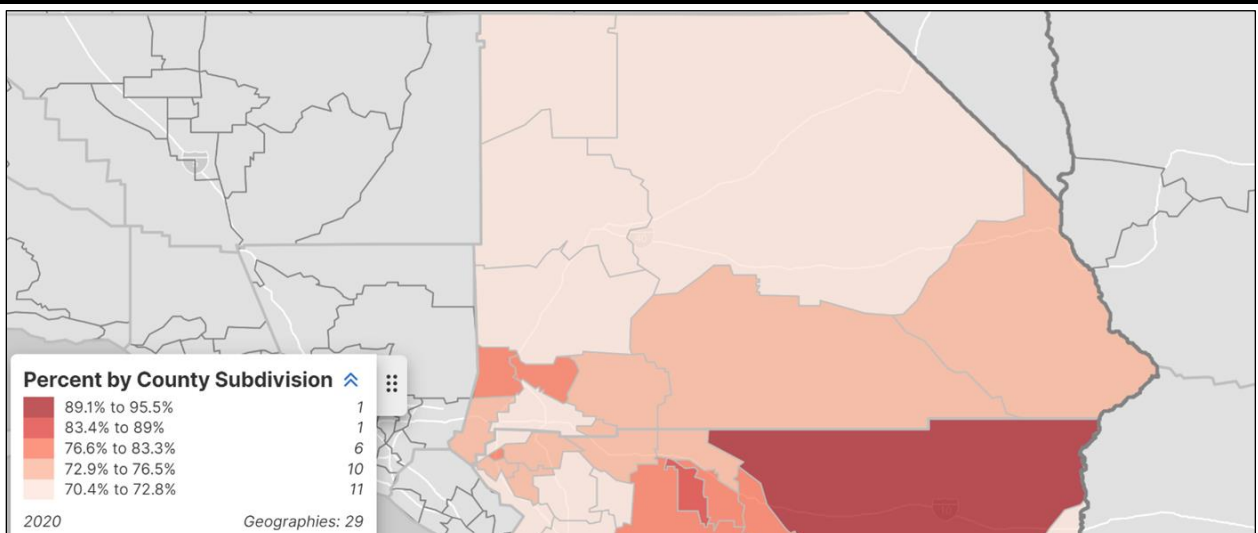 Percent by County Subdivision
89.1% to 95.5% 1
83.4% to 89% 1
76.6% to 83.3% 6
72.9% to 76.5% 10
70.4% to 72.8% 11
2020 Geographies: 29